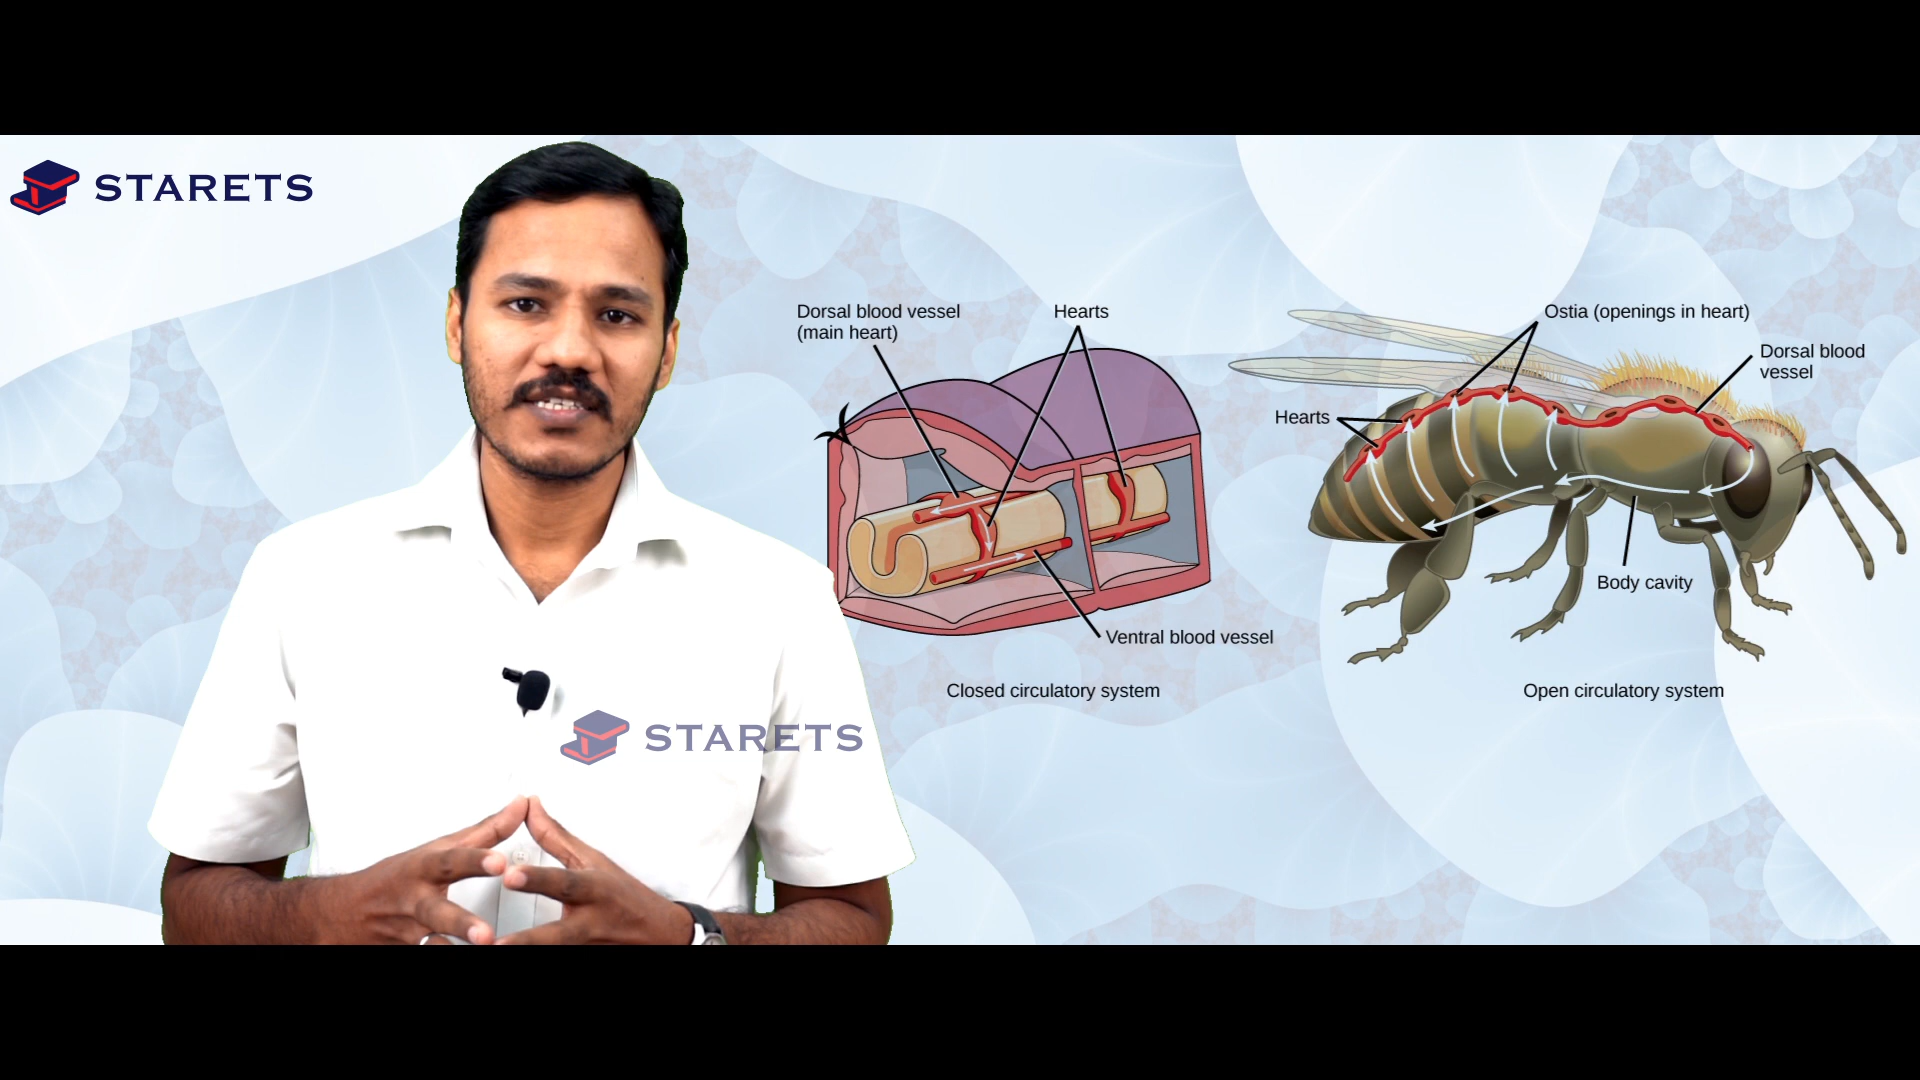 STARETS
Dorsal blood vessel
(main heart)
Hearts
Ventral blood vessel
Closed circulatory system
Ostia (openings in heart)
Dorsal blood
vessel
Hearts
Body cavity
Open circulatory system
STARETS